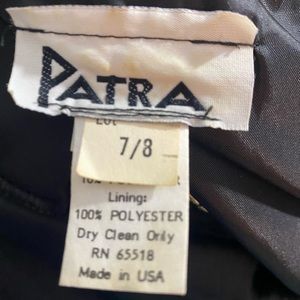 PATRA
7/8
Lining:
100% POLYESTER
Dry Clean Only
RN 65518
Made in USA